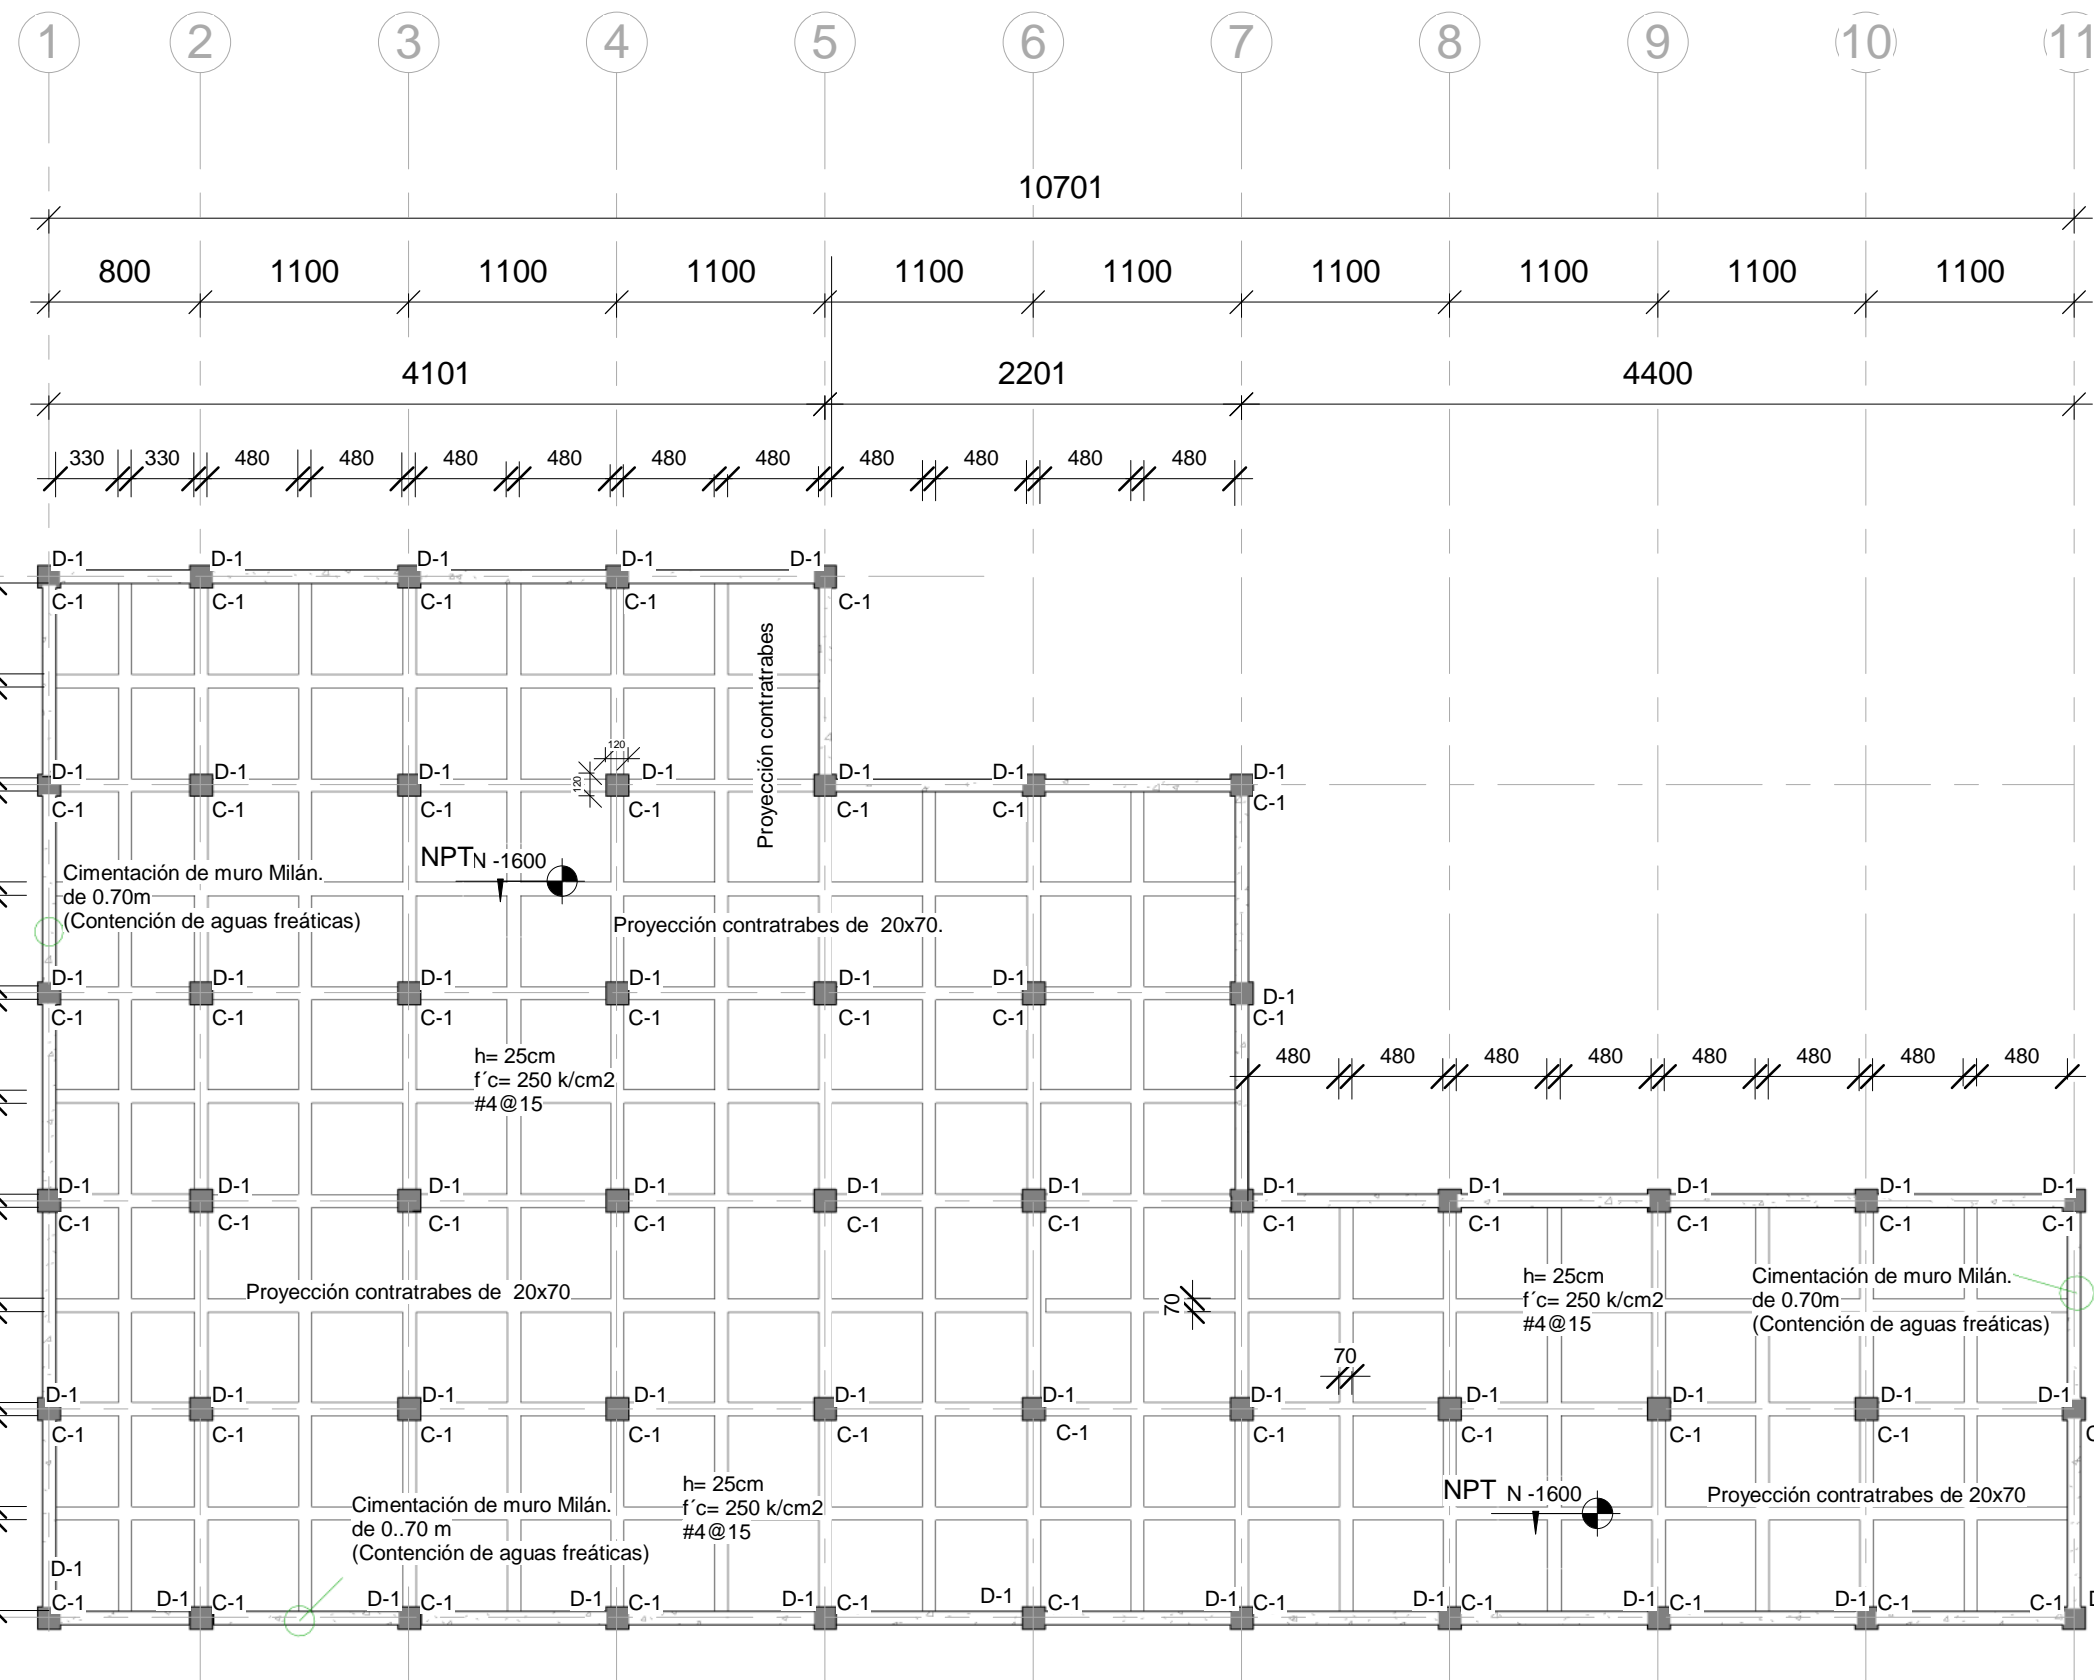 1 2 3 4 5 6 7 8 9 10 11
10701
800 1100 1100 1100 1100 1100 1100 1100 1100 1100
4101 2201 4400
330 330 480 480 480 480 480 480 480 480 480 480
D-1 D-1 D-1 D-1 D-1
C-1 C-1 C-1 C-1 C-1
Proyección contratrabes
120
120
D-1 D-1 D-1 D-1 D-1 D-1 D-1
C-1 C-1 C-1 C-1 C-1 C-1 C-1
NPT N -1600
Cimentación de muro Milán.
de 0.70m
(Contención de aguas freáticas)
Proyección contratrabes de 20x70.
D-1 D-1 D-1 D-1 D-1 D-1 D-1
C-1 C-1 C-1 C-1 C-1 C-1 C-1
h= 25cm
f´c= 250 k/cm2
#4@15
480 480 480 480 480 480 480 480
D-1 D-1 D-1 D-1 D-1 D-1 D-1 D-1 D-1 D-1 D-1
C-1 C-1 C-1 C-1 C-1 C-1 C-1 C-1 C-1 C-1 C-1
Proyección contratrabes de 20x70
70
70
h= 25cm
f´c= 250 k/cm2
#4@15
Cimentación de muro Milán.
de 0.70m
(Contención de aguas freáticas)
D-1 D-1 D-1 D-1 D-1 D-1 D-1 D-1 D-1 D-1 D-1
C-1 C-1 C-1 C-1 C-1 C-1 C-1 C-1 C-1 C-1
Cimentación de muro Milán.
de 0..70 m
(Contención de aguas freáticas)
h= 25cm
f´c= 250 k/cm2
#4@15
NPT N -1600
Proyección contratrabes de 20x70
D-1
C-1 D-1 C-1 D-1 C-1 D-1 C-1 D-1 C-1 D-1 C-1 D-1 C-1 D-1 C-1 D-1 C-1 D-1 C-1 C-1